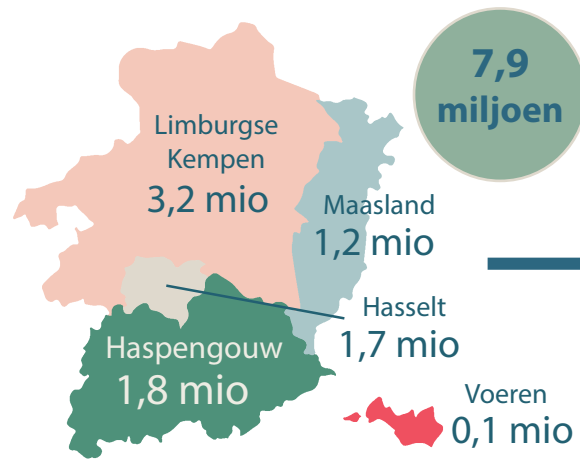 7,9
miljoen
Limburgse
Kempen
3,2 mio
Maasland
1,2 mio
Hasselt
1,7 mio
Haspengouw
1,8 mio
Voeren
0,1 mio